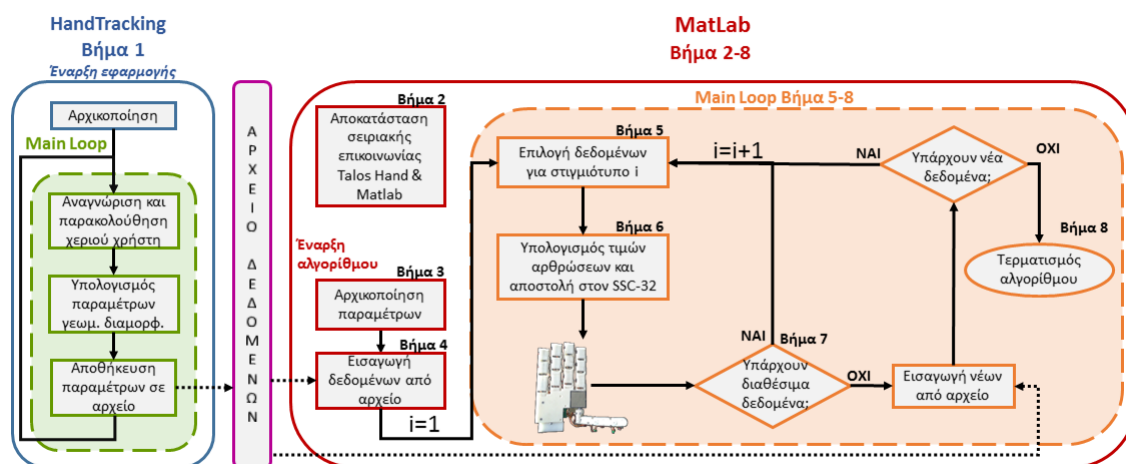 HandTracking
Βήμα 1
Έναρξη εφαρμογής
Αρχικοποίηση
Main Loop
Αναγνώριση και
παρακολούθηση
χεριού χρήστη
Υπολογισμός
παραμέτρων
γεωμ. διαμορφ.
Αποθήκευση
παραμέτρων σε
αρχείο
Α
Ρ
Χ
Ε
Ι
Ο
Δ
Ε
Δ
Ο
Μ
Ε
Ν
Ω
Ν
MatLab
Βήμα 2-8
Βήμα 2
Αποκατάσταση
σειριακής
επικοινωνίας
Talos Hand &
Matlab
Έναρξη
αλγορίθμου
Βήμα 3
Αρχικοποίηση
παραμέτρων
Βήμα 4
Εισαγωγή
δεδομένων από
αρχείο
i=1
Main Loop Βήμα 5-8
Βήμα 5
Επιλογή δεδομένων
για στιγμιότυπο i
i=i+1
Βήμα 6
Υπολογισμός τιμών
αρθρώσεων και
αποστολή στον SSC-32
ΝΑΙ
Βήμα 7
Υπάρχουν
διαθέσιμα
δεδομένα;
ΟΧΙ
Εισαγωγή νέων
από αρχείο
ΝΑΙ
Υπάρχουν νέα
δεδομένα;
ΟΧΙ
Βήμα 8
Τερματισμός
αλγορίθμου